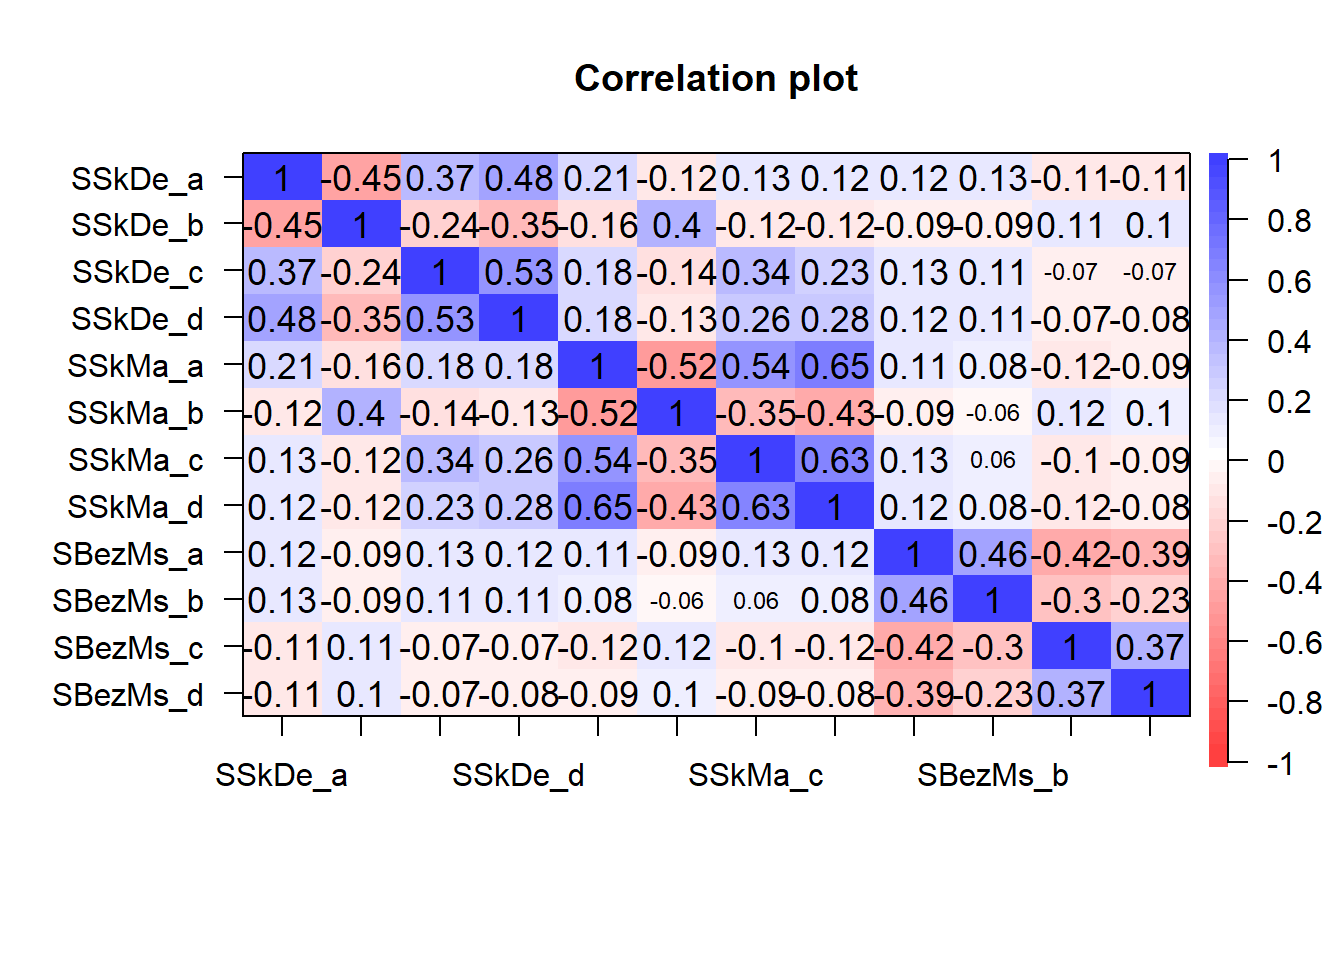 Correlation plot
SSkDe_a 1 -0.45 0.37 0.48 0.21 -0.12 0.13 0.12 0.12 0.13 -0.11 -0.11 1
SSkDe_b -0.45 1 -0.24 -0.35 -0.16 0.4 -0.12 -0.12 -0.09 -0.09 0.11 0.1 0.8
SSkDe_c 0.37 -0.24 1 0.53 0.18 -0.14 0.34 0.23 0.13 0.11 -0.07 -0.07 0.6
SSkDe_d 0.48 -0.35 0.53 1 0.18 -0.13 0.26 0.28 0.12 0.11 -0.07 -0.08 0.4
SSkMa_a 0.21 -0.16 0.18 0.18 1 -0.52 0.54 0.65 0.11 0.08 -0.12 -0.09
SSkMa_b -0.12 0.4 -0.14 -0.13 -0.52 1 -0.35 -0.43 -0.09 -0.06 0.12 0.1 0.2
SSkMa_c 0.13 -0.12 0.34 0.26 0.54 -0.35 1 0.63 0.13 0.06 -0.1 -0.09 0
SSkMa_d 0.12 -0.12 0.23 0.28 0.65 -0.43 0.63 1 0.12 0.08 -0.12 -0.08 -0.2
SBezMs_a 0.12 -0.09 0.13 0.12 0.11 -0.09 0.13 0.12 1 0.46 -0.42 -0.39 -0.4
SBezMs_b 0.13 -0.09 0.11 0.11 0.08 -0.06 0.06 0.08 0.46 1 -0.3 -0.23
SBezMs_c -0.11 0.11 -0.07 -0.07 -0.12 0.12 -0.1 -0.12 -0.42 -0.3 1 0.37 -0.6
SBezMs_d -0.11 0.1 -0.07 -0.08 -0.09 0.1 -0.09 -0.08 -0.39 -0.23 0.37 1 -0.8
-1
SSkDe_a SSkDe_d SSkMa_c SBezMs_b